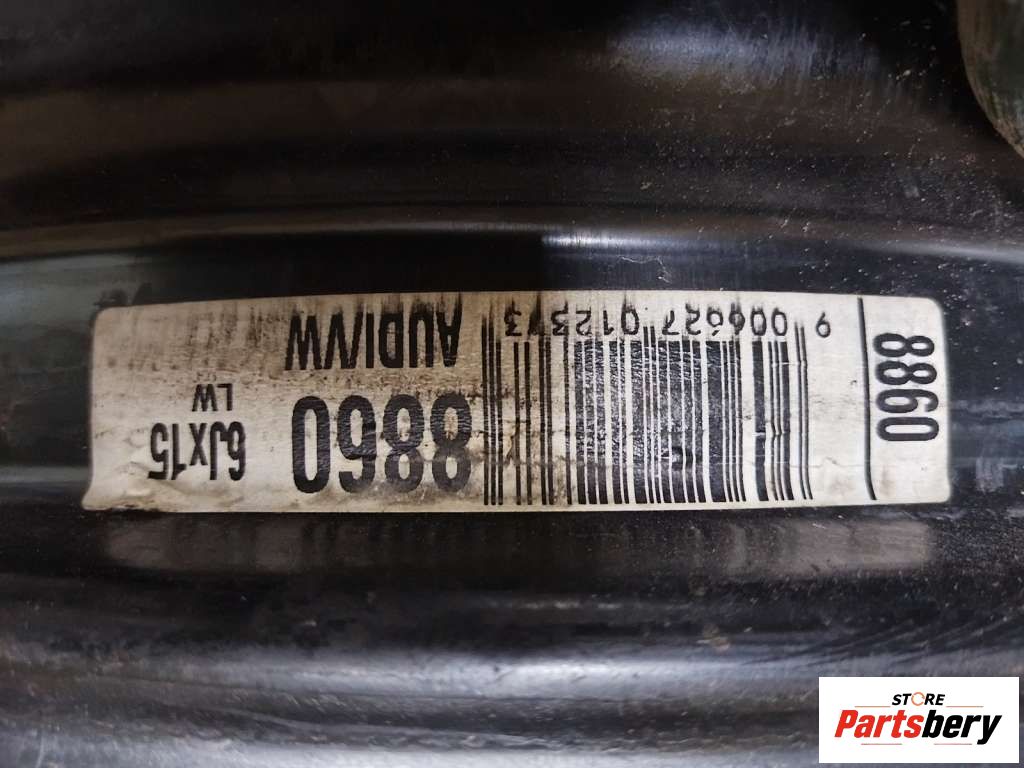 8860
9 006627 012373
AUDI/VW
8860
6Jx15
LW
STORE
Partsbery